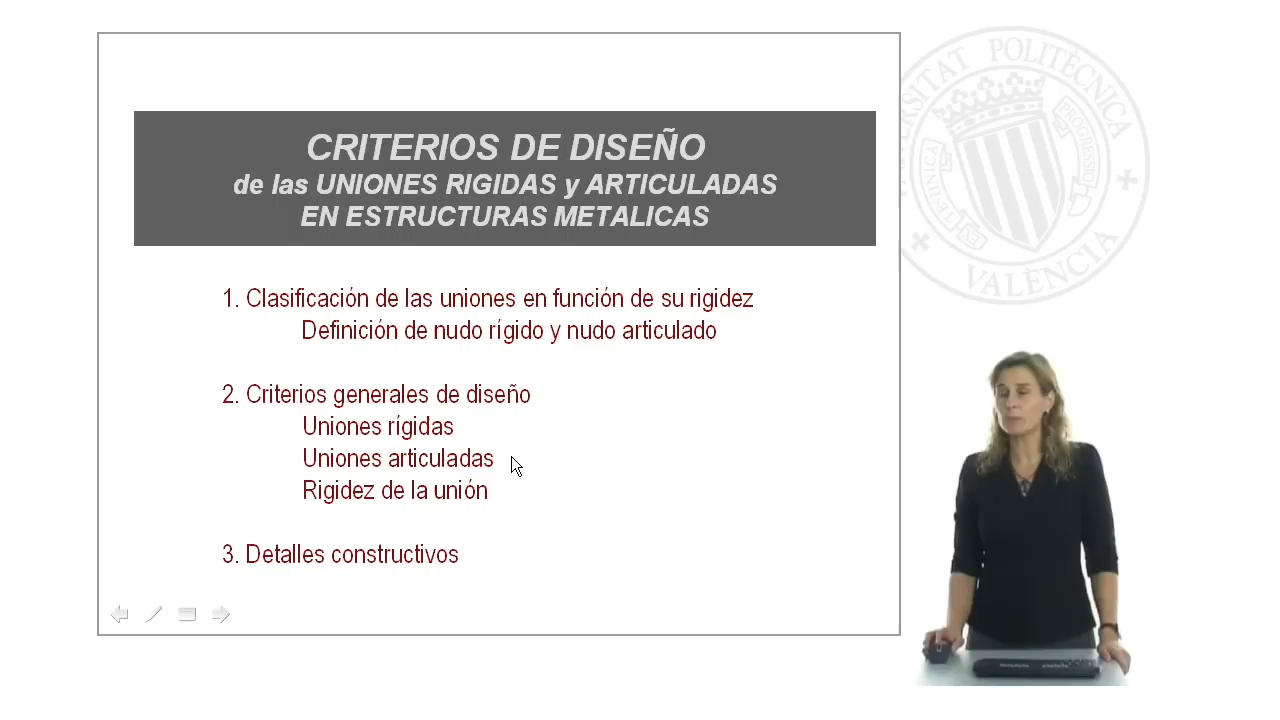 CRITERIOS DE DISEÑO
de las UNIONES RIGIDAS y ARTICULADAS
EN ESTRUCTURAS METALICAS
1. Clasificación de las uniones en función de su rigidez
Definición de nudo rígido y nudo articulado
2. Criterios generales de diseño
Uniones rígidas
Uniones articuladas
Rigidez de la unión
3. Detalles constructivos
POLITÈCNICA
VALÈNCIA